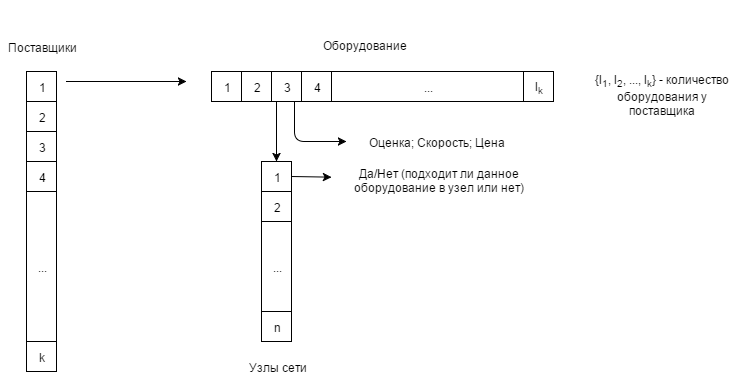 Поставщики
Оборудование
1
2
3
4
...
k
1
2
3
4
...
lk
{l1, l2, ..., lk} - количество
оборудования у
поставщика
Оценка; Скорость; Цена
1
2
...
n
Да/Нет (подходит ли данное
оборудование в узел или нет)
Узлы сети